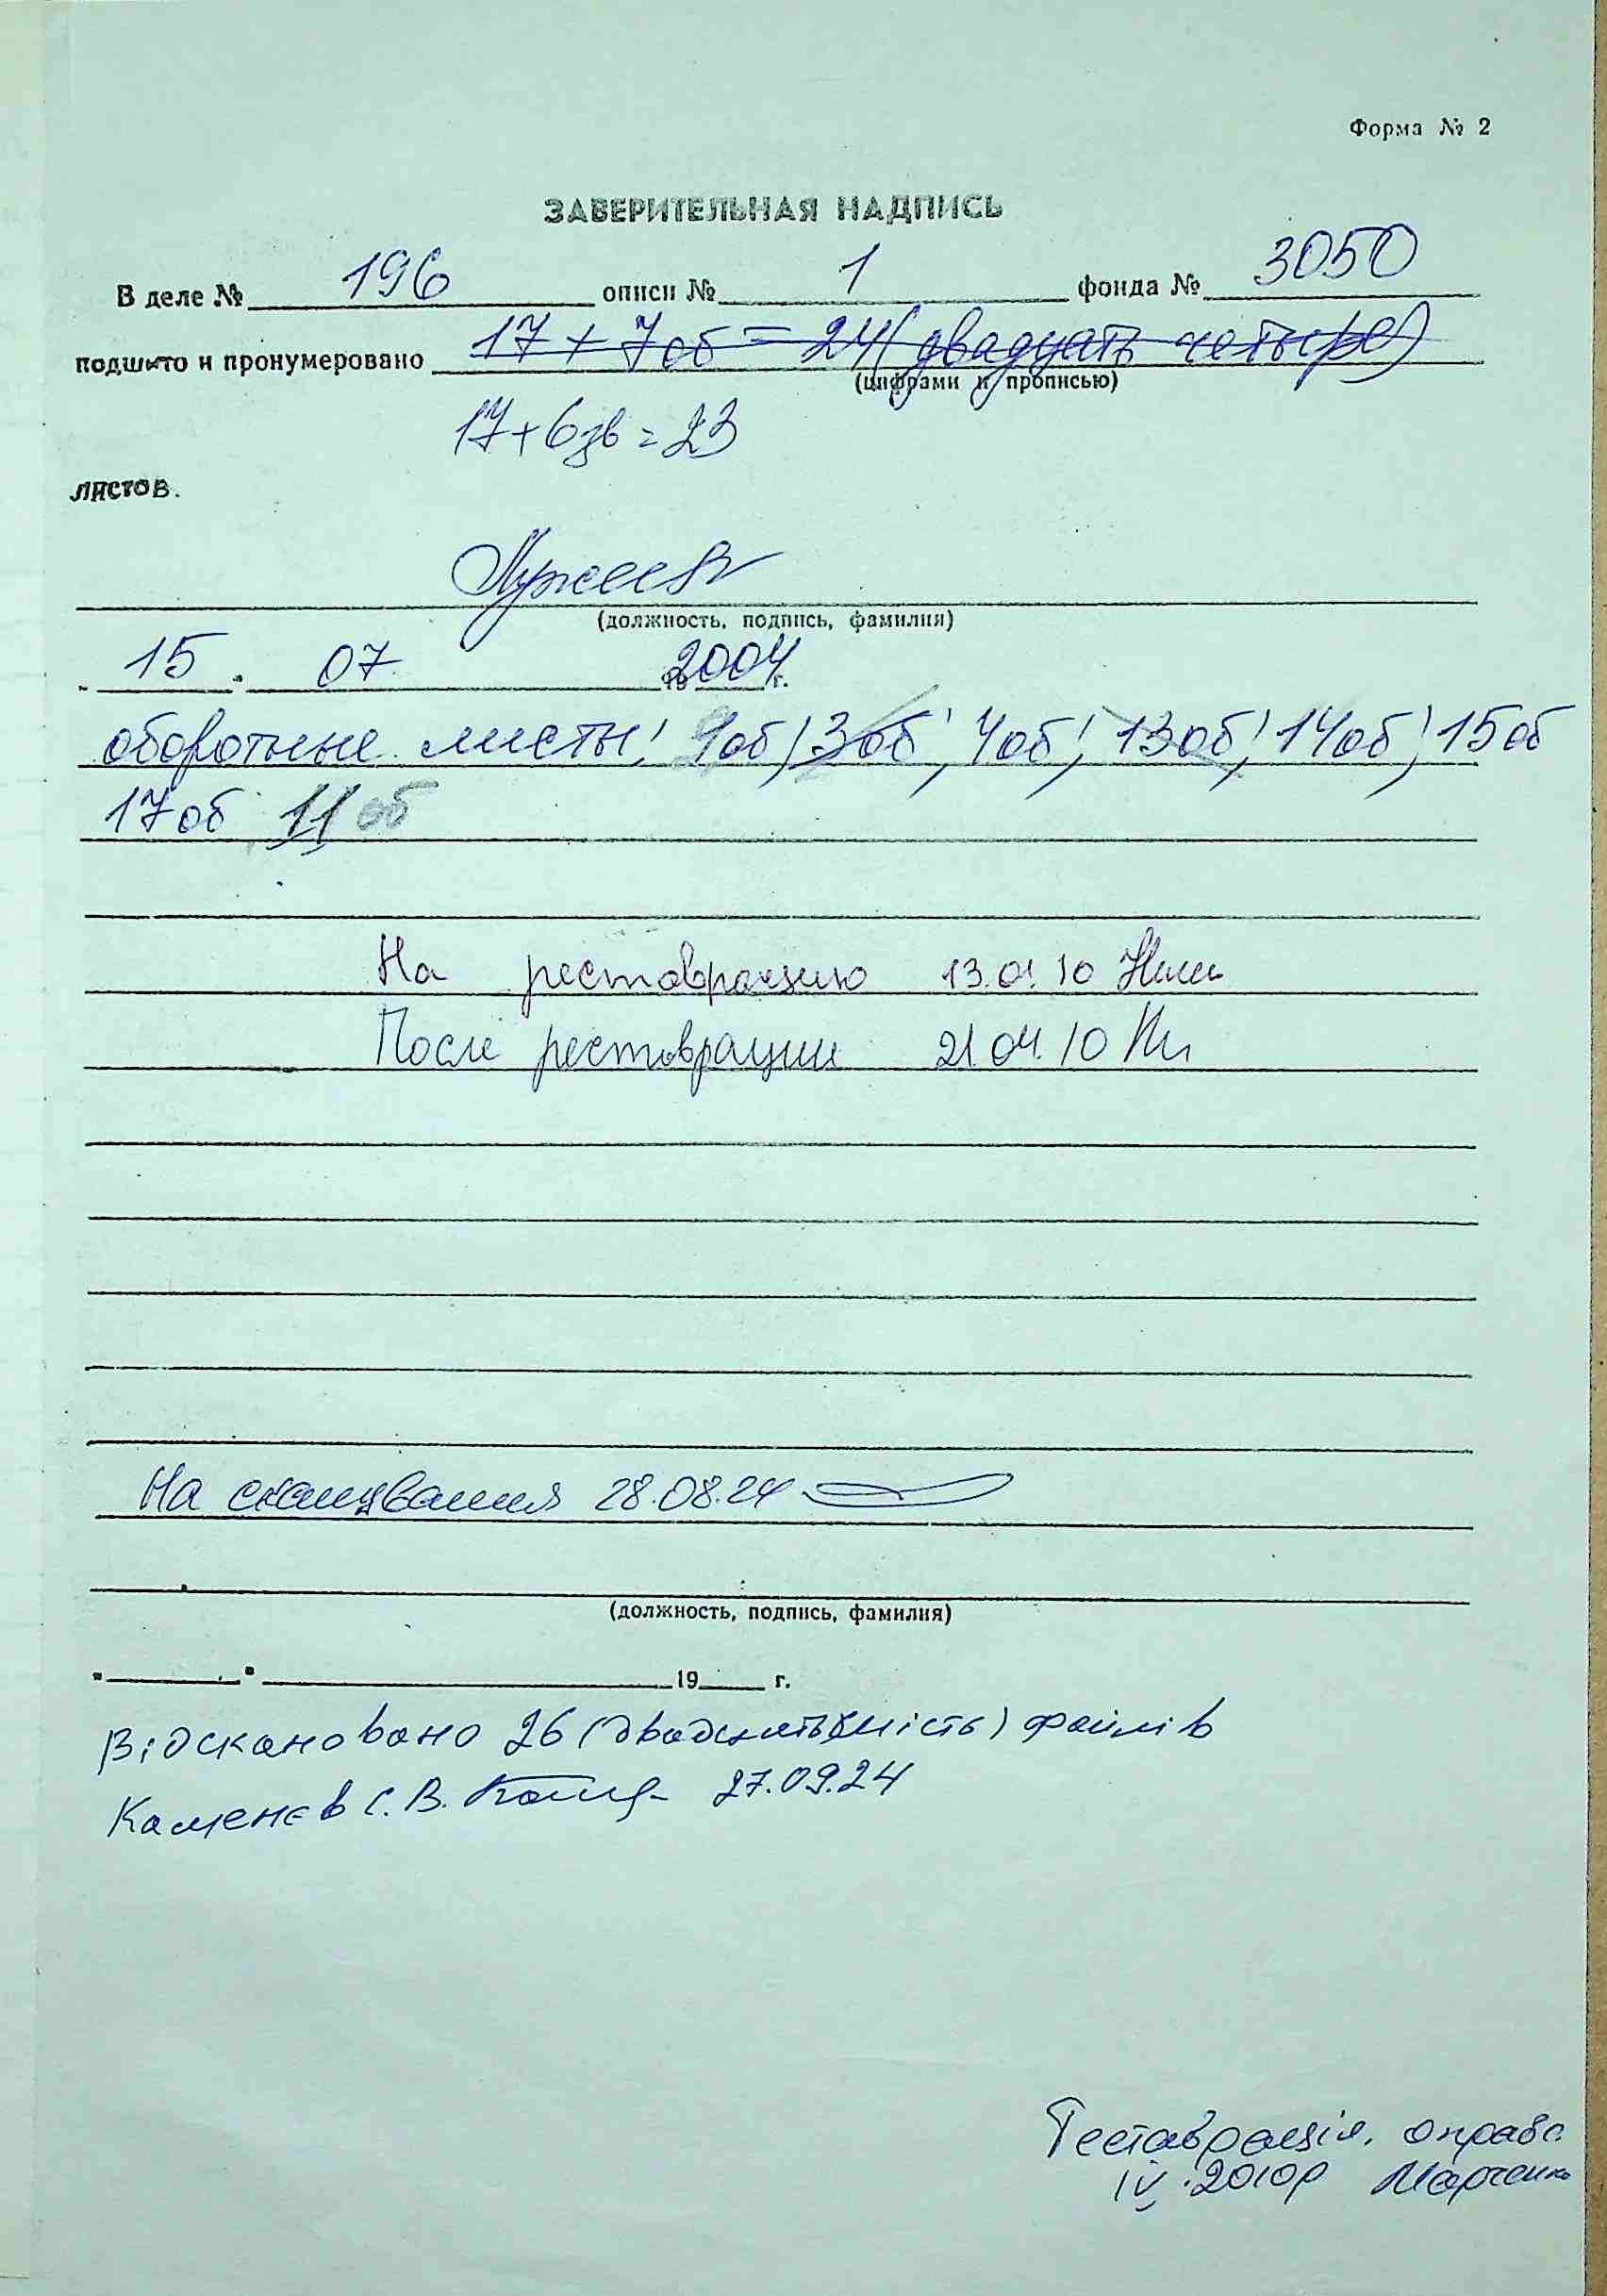 Форма № 2
ЗАВЕРИТЕЛЬНАЯ НАДПИСЬ
В деле № 196 описи № 1 фонда № 3050
подшито и пронумеровано 17 + 7об = 24 (двадцать четыре)
(цифрами и прописью)
17+6зв=23
листов.
(должность, подпись, фамилия)
15. 07 2004 г.
оборотные листы: 1об, 3об, 4об, 13об, 14об, 15об
17об 11об
На реставрацию 13.01.10
После реставрации 21.04.10
На сканування 28.08.24
(должность, подпись, фамилия)
" " 19 г.
Відскановано 26 (двадцять шість) файлів
Каменєв С.В. 27.09.24
Реставрація, оправа
IV.2010р Марченко